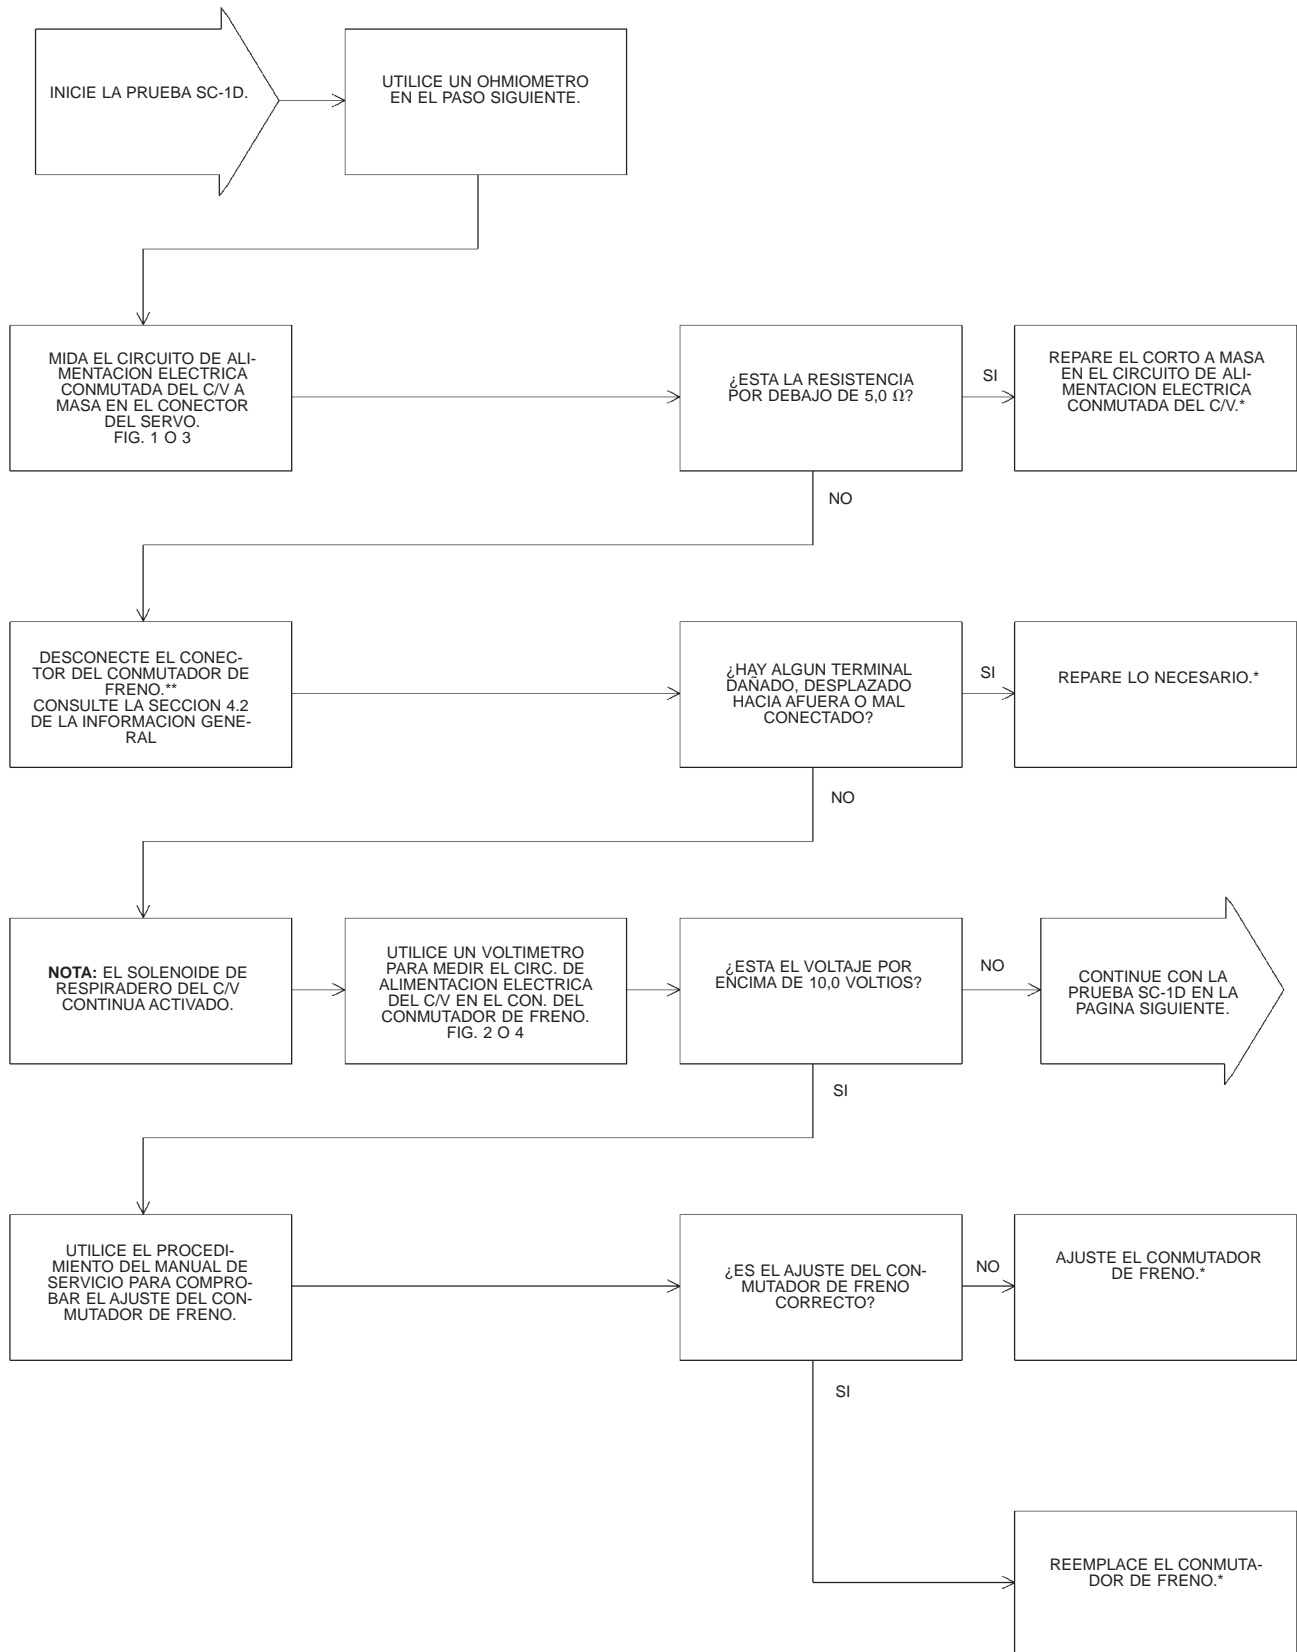 INICIE LA PRUEBA SC-1D.
UTILICE UN OHMIOMETRO
EN EL PASO SIGUIENTE.
MIDA EL CIRCUITO DE ALI-
MENTACION ELECTRICA
CONMUTADA DEL C/V A
MASA EN EL CONECTOR
DEL SERVO.
FIG. 1 O 3
¿ESTA LA RESISTENCIA
POR DEBAJO DE 5,0 Ω?
SI
REPARE EL CORTO A MASA
EN EL CIRCUITO DE ALI-
MENTACION ELECTRICA
CONMUTADA DEL C/V.*
NO
DESCONECTE EL CONEC-
TOR DEL CONMUTADOR DE
FRENO.**
CONSULTE LA SECCION 4.2
DE LA INFORMACION GENE-
RAL
¿HAY ALGUN TERMINAL
DAÑADO, DESPLAZADO
HACIA AFUERA O MAL
CONECTADO?
SI
REPARE LO NECESARIO.*
NO
NOTA: EL SOLENOIDE DE
RESPIRADERO DEL C/V
CONTINUA ACTIVADO.
UTILICE UN VOLTIMETRO
PARA MEDIR EL CIRC. DE
ALIMENTACION ELECTRICA
DEL C/V EN EL CON. DEL
CONMUTADOR DE FRENO.
FIG. 2 O 4
¿ESTA EL VOLTAJE POR
ENCIMA DE 10,0 VOLTIOS?
NO
CONTINUE CON LA
PRUEBA SC-1D EN LA
PAGINA SIGUIENTE.
SI
UTILICE EL PROCEDI-
MIENTO DEL MANUAL DE
SERVICIO PARA COMPRO-
BAR EL AJUSTE DEL CON-
MUTADOR DE FRENO.
¿ES EL AJUSTE DEL CON-
MUTADOR DE FRENO
CORRECTO?
NO
AJUSTE EL CONMUTADOR
DE FRENO.*
SI
REEMPLACE EL CONMUTA-
DOR DE FRENO.*